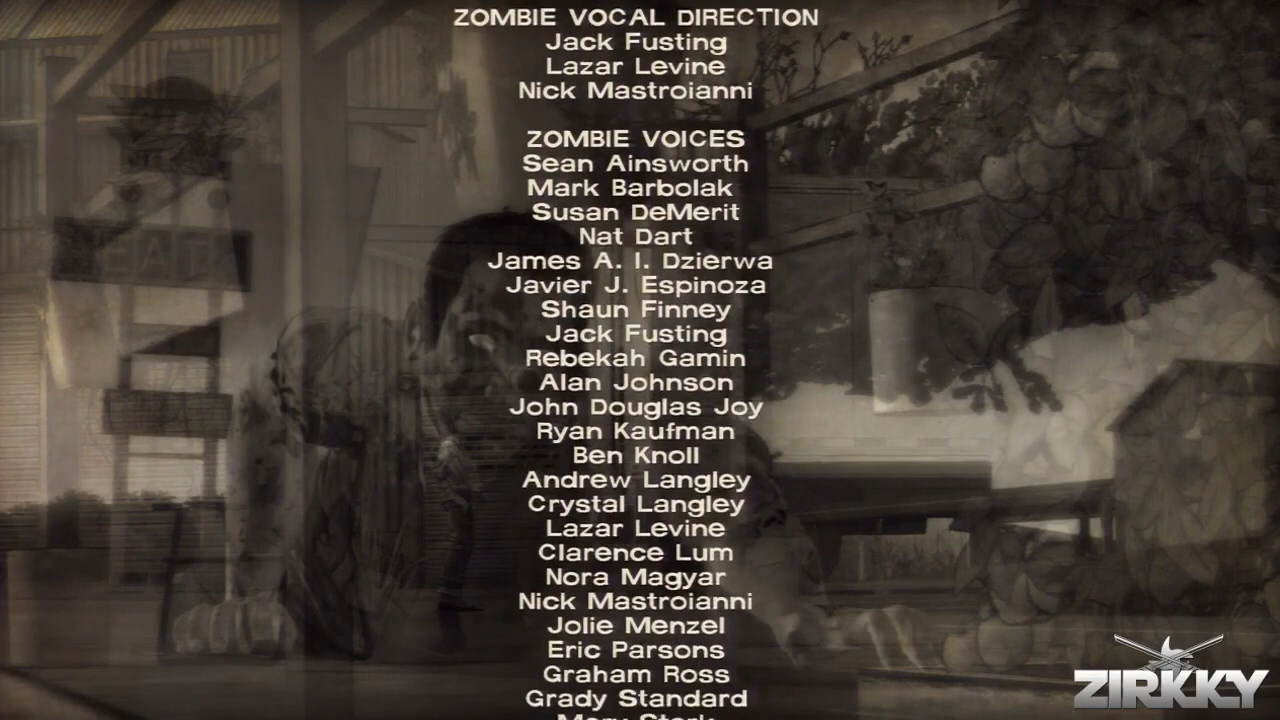 ZOMBIE VOCAL DIRECTION
Jack Fusting
Lazar Levine
Nick Mastroianni
ZOMBIE VOICES
Sean Ainsworth
Mark Barbolak
Susan DeMerit
Nat Dart
James A. I. Dzierwa
Javier J. Espinoza
Shaun Finney
Jack Fusting
Rebekah Gamin
Alan Johnson
John Douglas Joy
Ryan Kaufman
Ben Knoll
Andrew Langley
Crystal Langley
Lazar Levine
Clarence Lum
Nora Magyar
Nick Mastroianni
Jolie Menzel
Eric Parsons
Graham Ross
Grady Standard
ZIRKKY